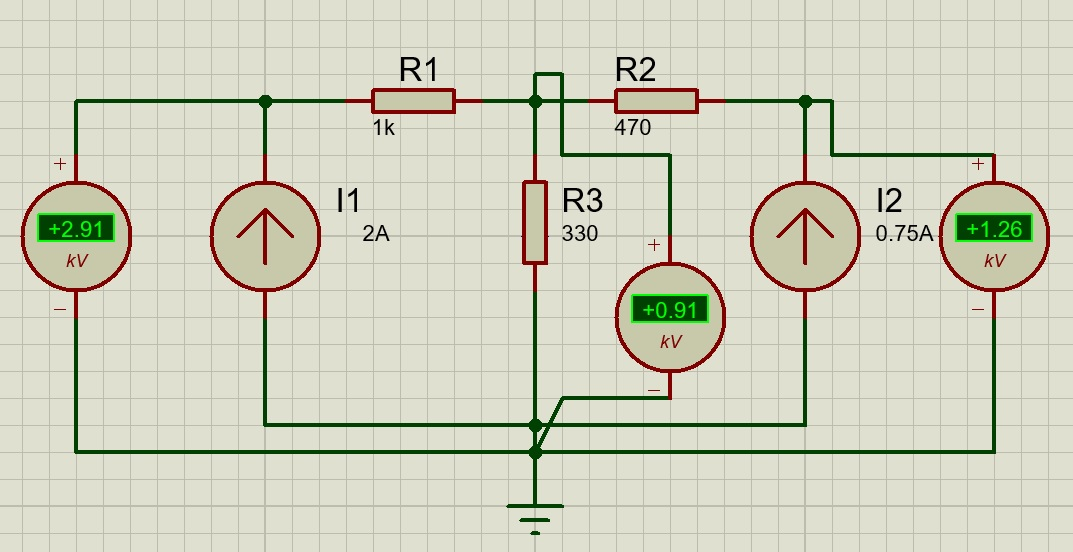 R1
1k
R2
470
+
+2.91
kV
−
I1
2A
R3
330
+
+0.91
kV
−
I2
0.75A
+
+1.26
kV
−